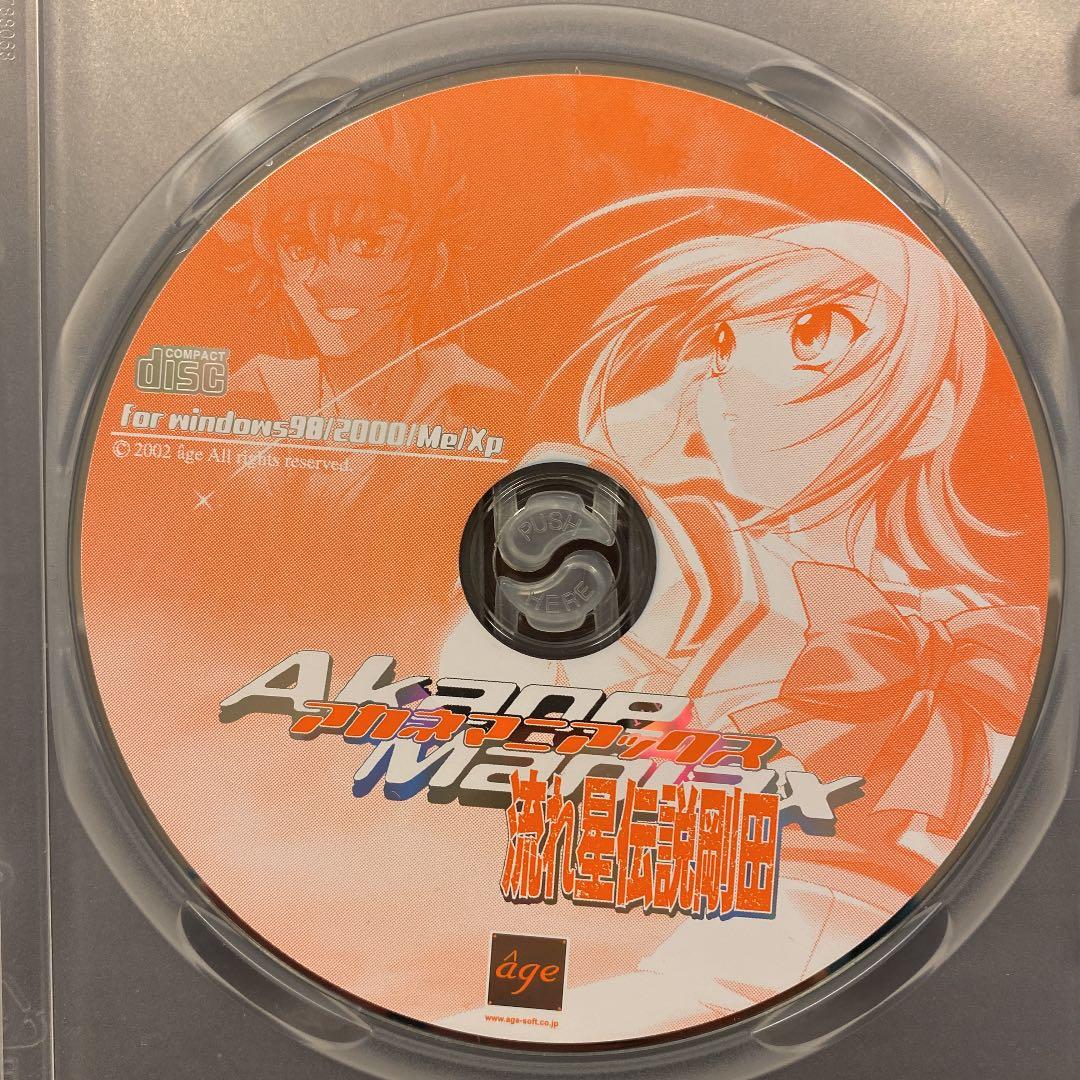 COMPACT
disc
for windows98/2000/Me/Xp
© 2002 âge All rights reserved.
PUSH
HERE
Akane
アカネマニアックス
Maniax
流れ星伝説剛田
âge
www.age-soft.co.jp